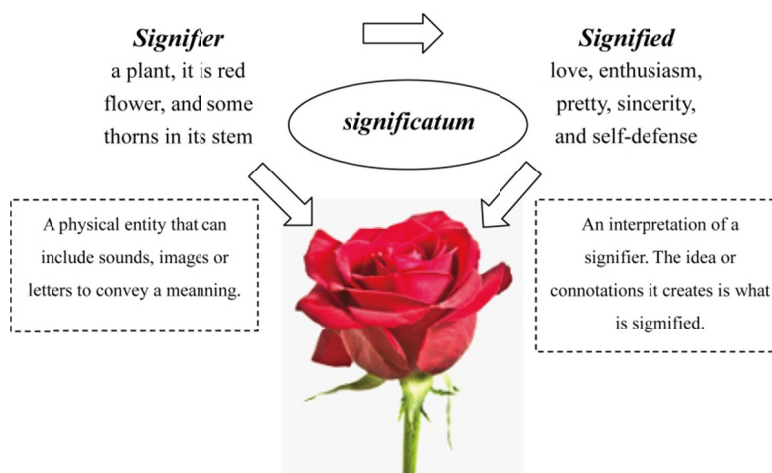 Signifier
a plant, it is red
flower, and some
thorns in its stem
Signified
love, enthusiasm,
pretty, sincerity,
and self-defense
significatum
A physical entity that can
include sounds, images or
letters to convey a meanning.
An interpretation of a
signifier. The idea or
connotations it creates is what
is sigmified.